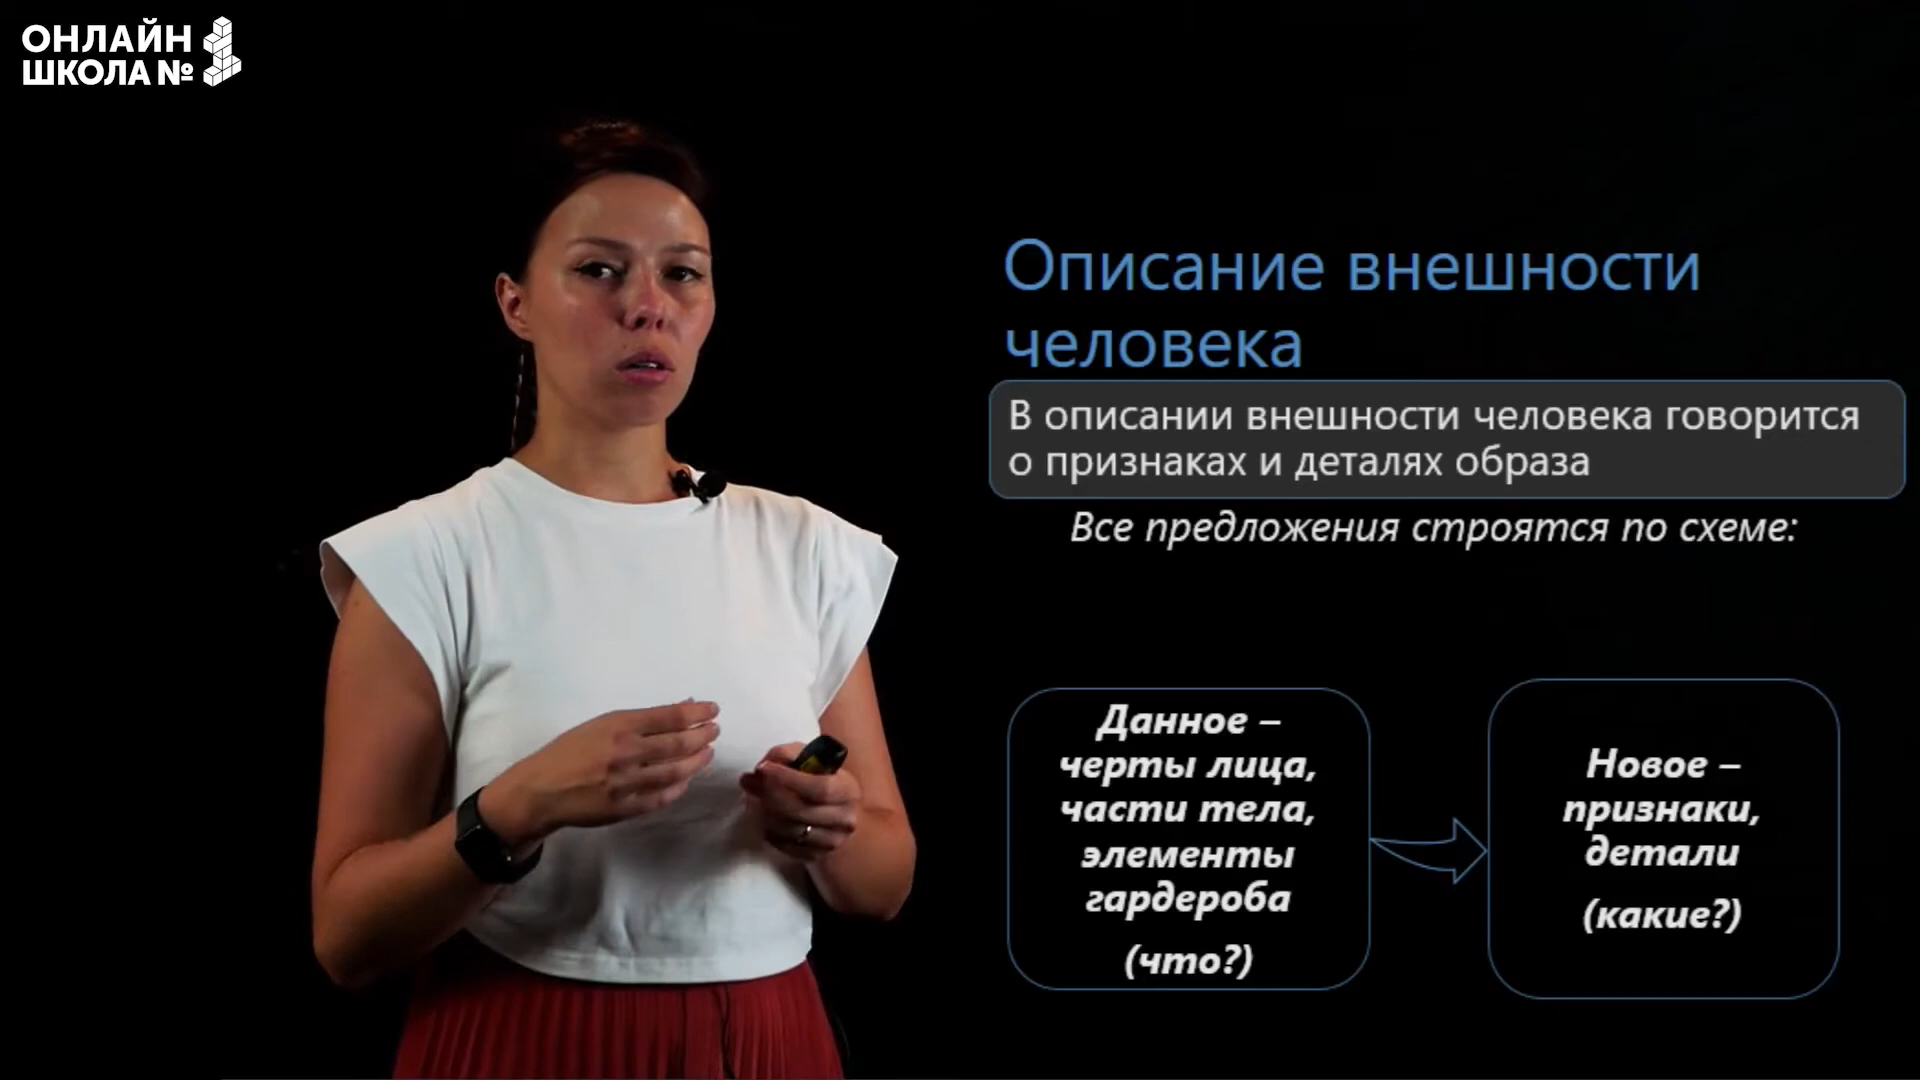 ОНЛАЙН
ШКОЛА №
Описание внешности
человека
В описании внешности человека говорится
о признаках и деталях образа
Все предложения строятся по схеме:
Данное –
черты лица,
части тела,
элементы
гардероба
(что?)
Новое –
признаки,
детали
(какие?)